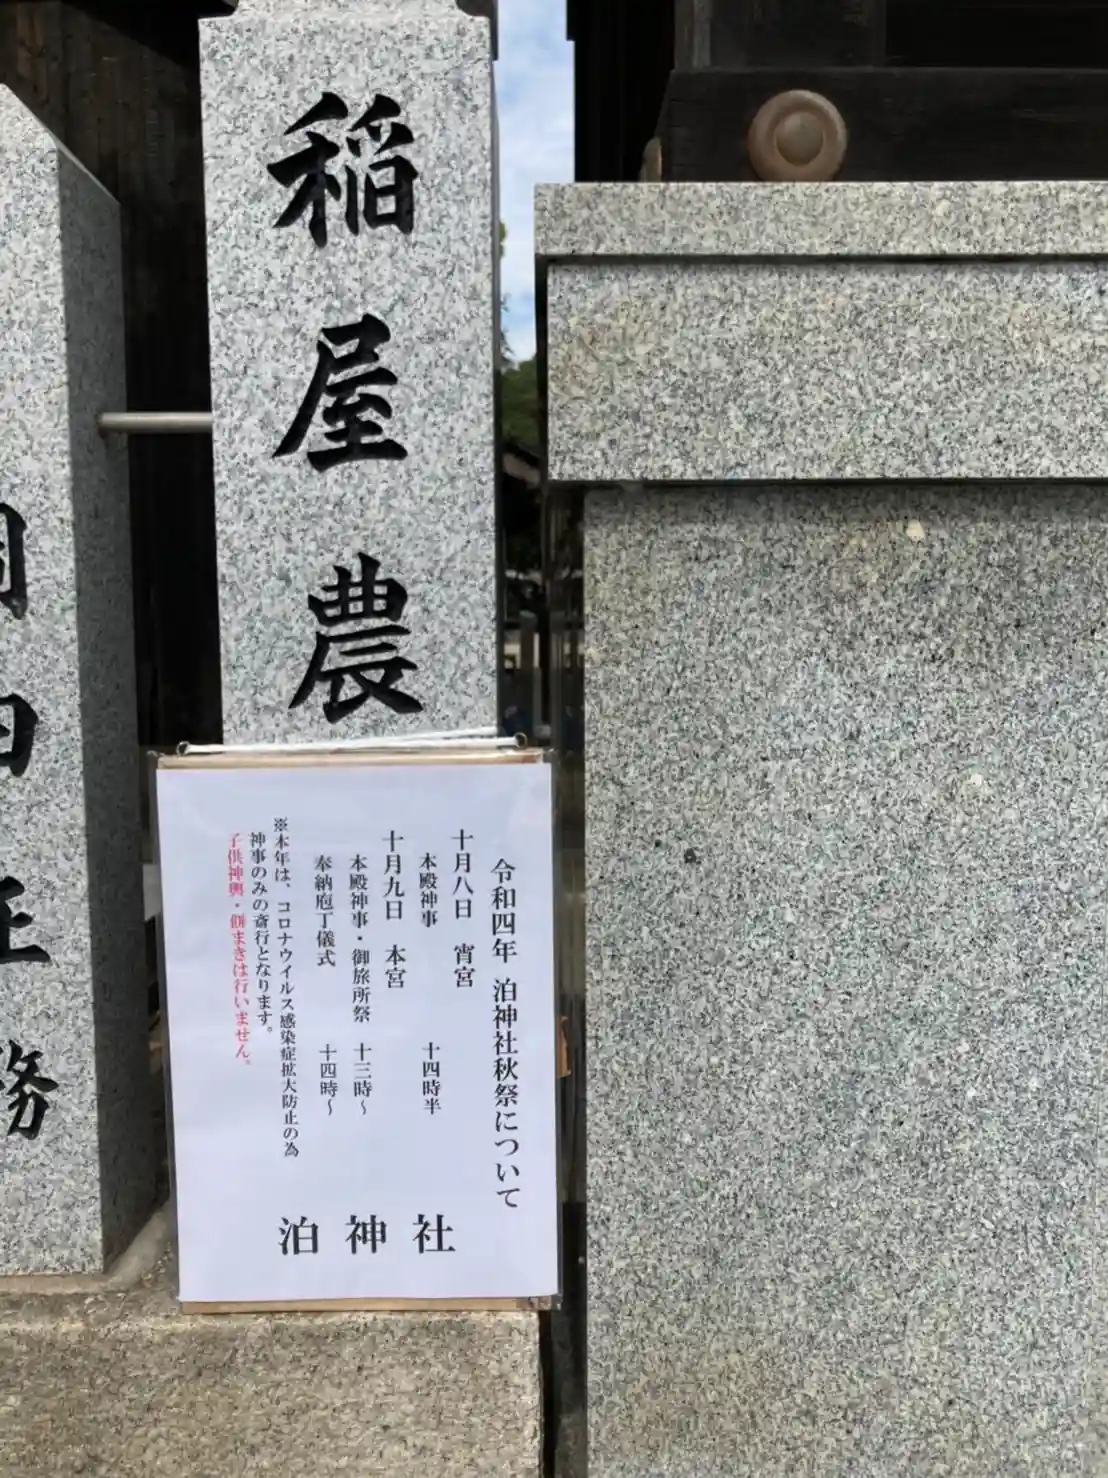 稲屋農
令和四年 泊神社秋祭について
十月八日 宵宮
本殿神事 十四時半
十月九日 本宮
本殿神事・御旅所祭 十三時~
奉納庖丁儀式 十四時~
※本年は、コロナウイルス感染症拡大防止の為
神事のみの斎行となります。
子供神輿・餅まきは行いません。
泊神社